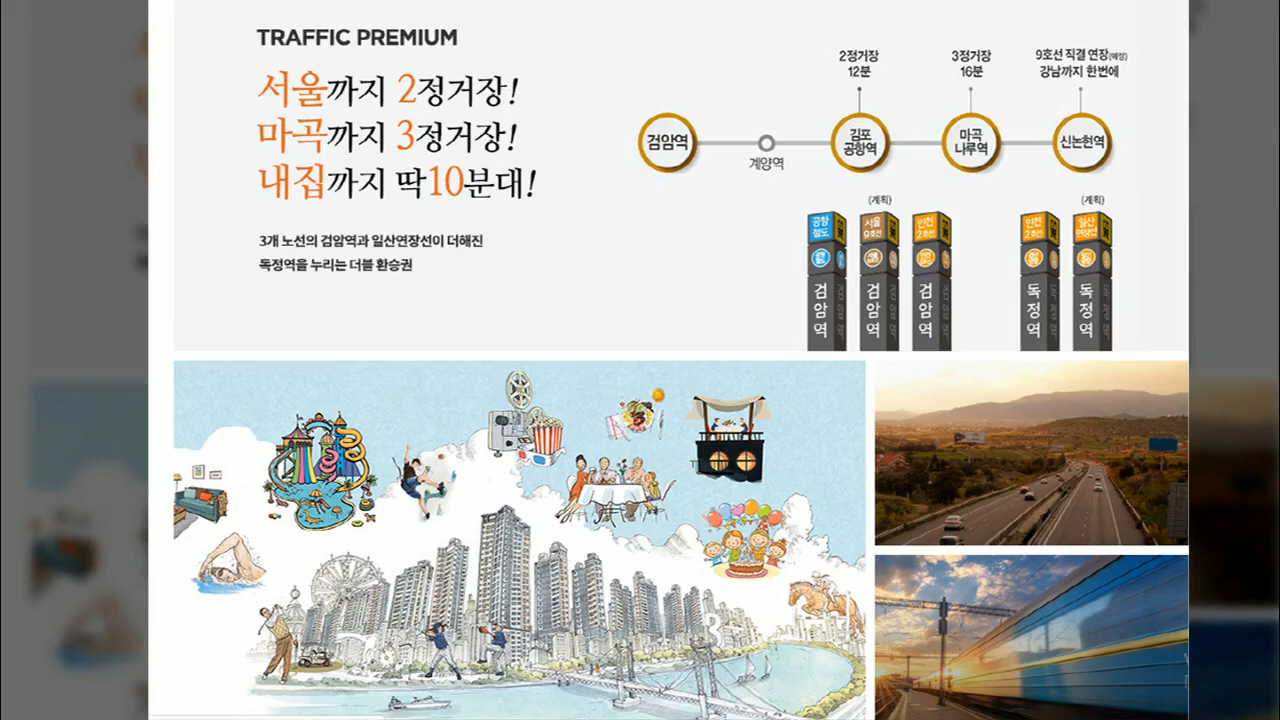 TRAFFIC PREMIUM
서울까지 2정거장!
마곡까지 3정거장!
내집까지 딱10분대!
3개 노선의 검암역과 일산연장선이 더해진
독정역을 누리는 더블 환승권
2정거장
12분
3정거장
16분
9호선 직결 연장(예정)
강남까지 한번에
검암역
계양역
김포
공항역
마곡
나루역
신논현역
(계획)
(계획)
공항
철도
서울
9호선
인천
2호선
인천
2호선
일산
연장선
검암역
검암역
검암역
독정역
독정역